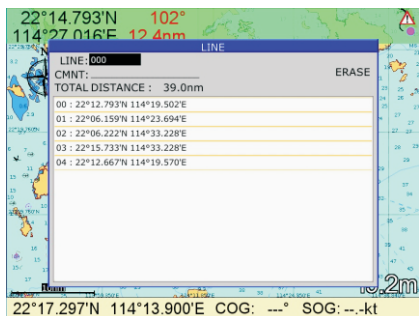 22°14.793'N 102°
114°27.016'E 12.4nm
LINE
LINE: 000
ERASE
CMNT:
TOTAL DISTANCE : 39.0nm
00 : 22°12.793'N 114°19.502'E
01 : 22°06.159'N 114°23.694'E
02 : 22°06.222'N 114°33.228'E
03 : 22°15.733'N 114°33.228'E
04 : 22°12.667'N 114°19.570'E
10nm
22°17.297'N 114°13.900'E COG: ---° SOG: --.-kt